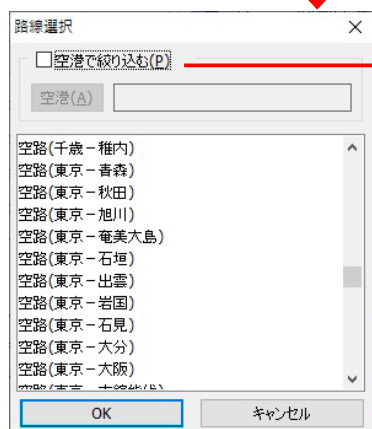 路線選択
空港で絞り込む(P)
空港(A)
空路(千歳－稚内)
空路(東京－青森)
空路(東京－秋田)
空路(東京－旭川)
空路(東京－奄美大島)
空路(東京－石垣)
空路(東京－出雲)
空路(東京－岩国)
空路(東京－石見)
空路(東京－大分)
空路(東京－大阪)
OK
キャンセル